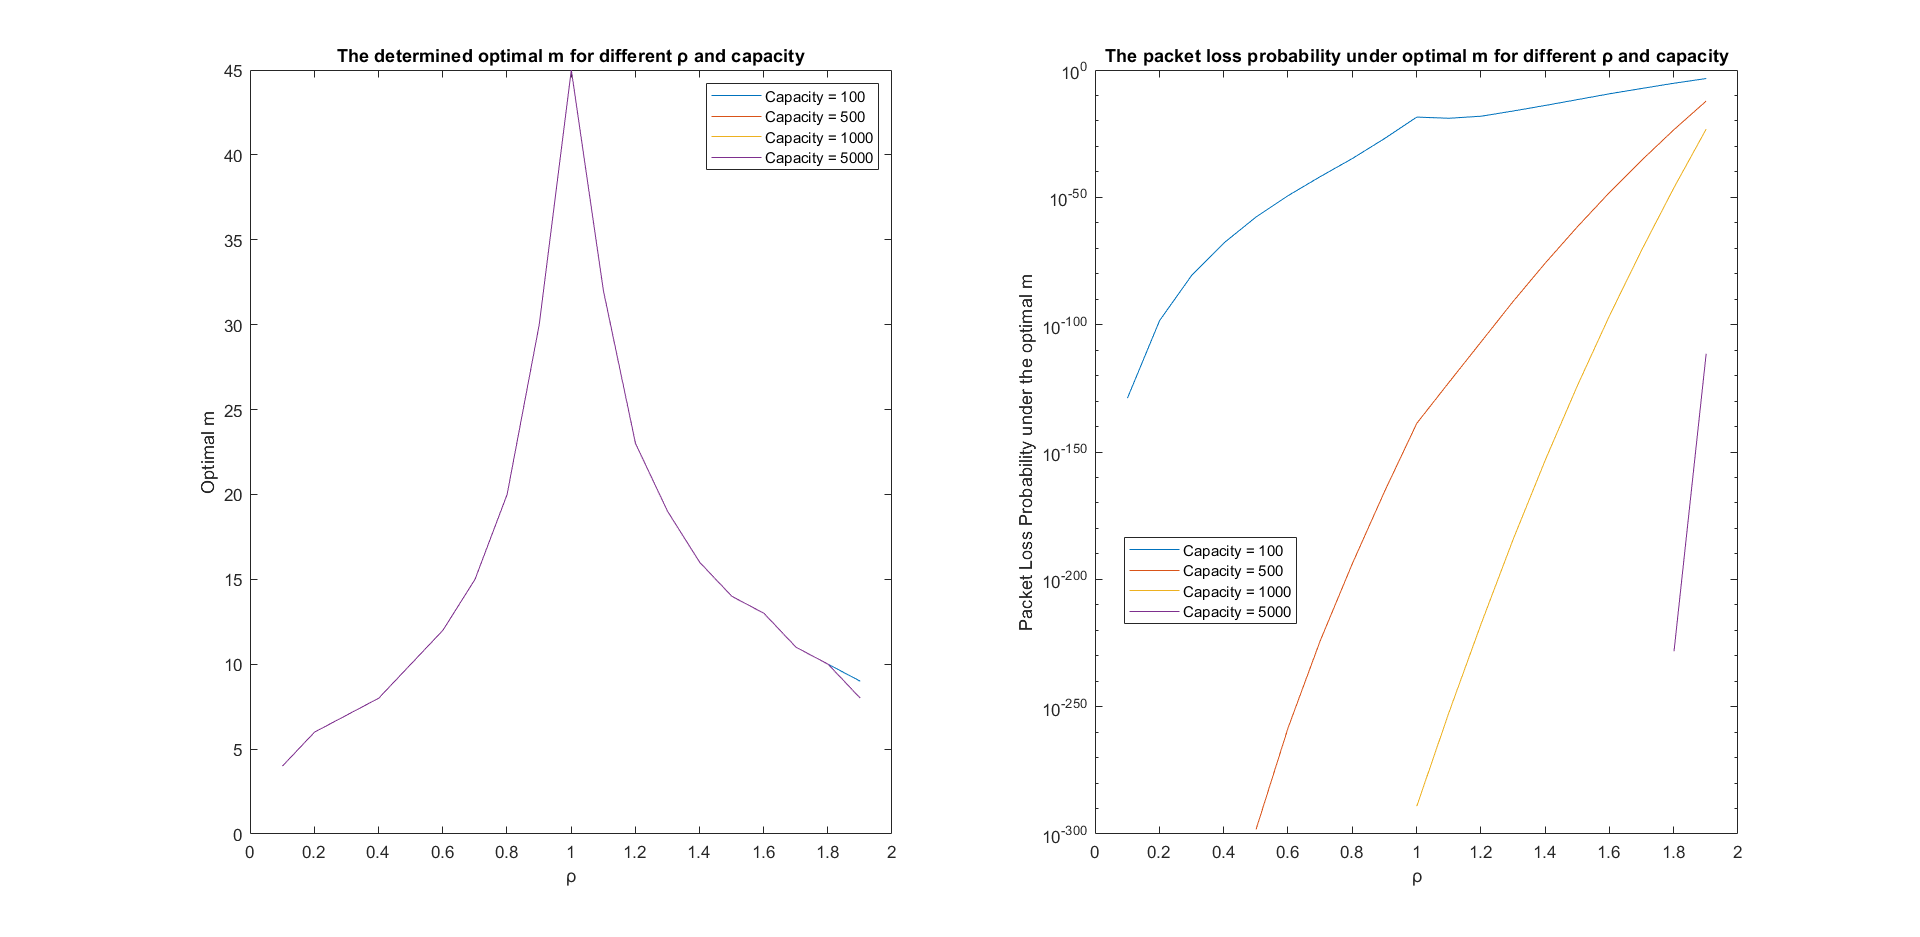 The determined optimal m for different ρ and capacity
45
40
35
30
25
20
15
10
5
0
Optimal m
Capacity = 100
Capacity = 500
Capacity = 1000
Capacity = 5000
0 0.2 0.4 0.6 0.8 1 1.2 1.4 1.6 1.8 2
ρ
The packet loss probability under optimal m for different ρ and capacity
10^0
10^-50
10^-100
10^-150
10^-200
10^-250
10^-300
Packet Loss Probability under the optimal m
Capacity = 100
Capacity = 500
Capacity = 1000
Capacity = 5000
0 0.2 0.4 0.6 0.8 1 1.2 1.4 1.6 1.8 2
ρ